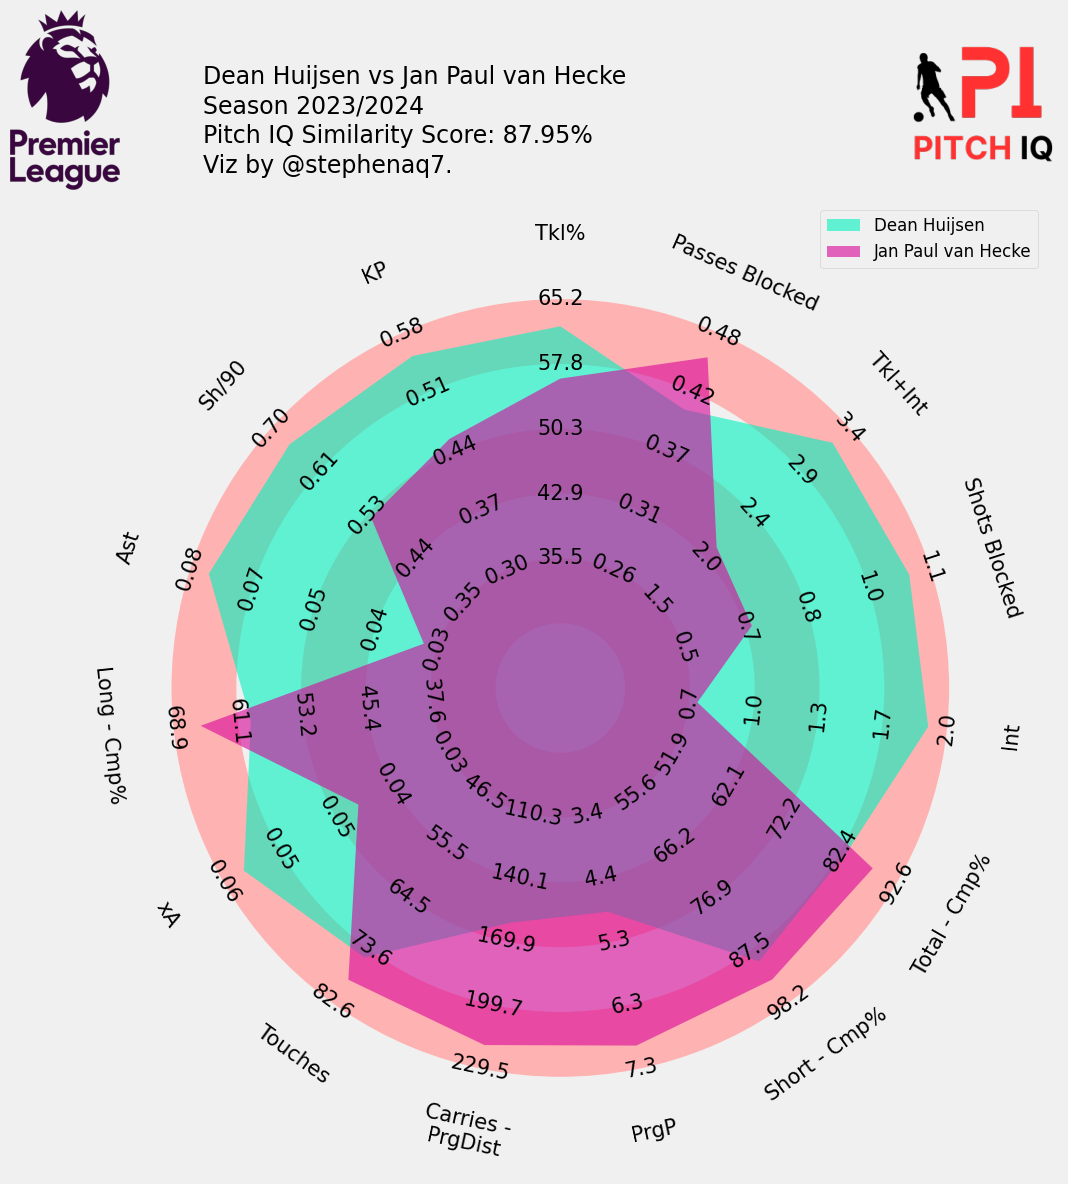 Premier
League
Dean Huijsen vs Jan Paul van Hecke
Season 2023/2024
Pitch IQ Similarity Score: 87.95%
Viz by @stephenaq7.
PI
PITCH IQ
Dean Huijsen
Jan Paul van Hecke
Tkl%
65.2
57.8
50.3
42.9
35.5
Passes Blocked
0.48
0.42
0.37
0.31
0.26
Tkl+Int
3.4
2.9
2.4
2.0
1.5
Shots Blocked
1.1
1.0
0.8
0.7
0.5
Int
2.0
1.7
1.3
1.0
0.7
Total - Cmp%
92.6
82.4
72.2
62.1
51.9
Short - Cmp%
98.2
87.5
76.9
66.2
55.6
PrgP
7.3
6.3
5.3
4.4
3.4
Carries -
PrgDist
229.5
199.7
169.9
140.1
110.3
Touches
82.6
73.6
64.5
55.5
46.5
xA
0.06
0.05
0.05
0.04
0.03
Long - Cmp%
68.9
61.1
53.2
45.4
37.6
Ast
0.08
0.07
0.05
0.04
0.03
Sh/90
0.70
0.61
0.53
0.44
0.35
KP
0.58
0.51
0.44
0.37
0.30